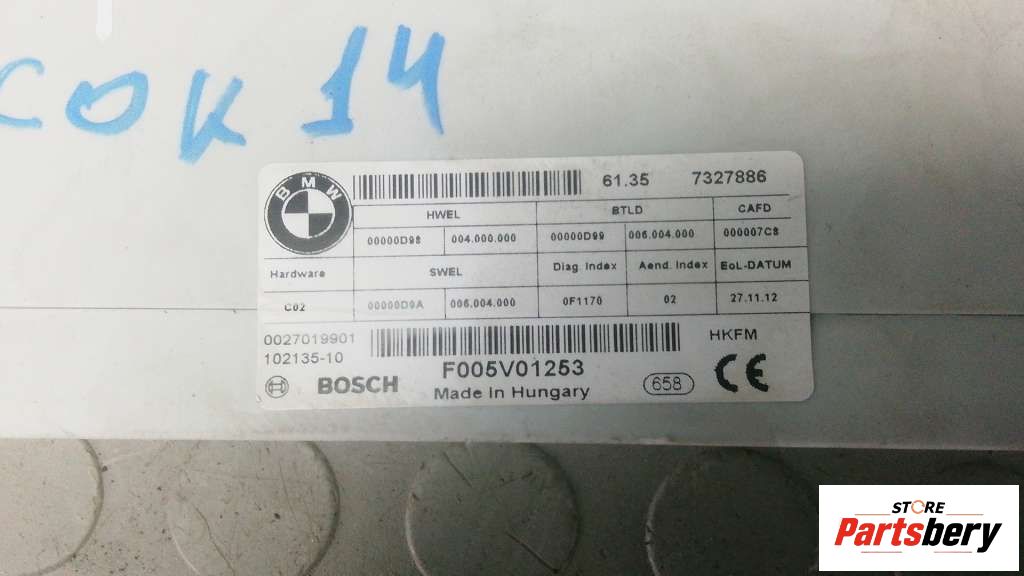 СОК 14
BMW 61.35 7327886
HWEL BTLD CAFD
00000D98 004.000.000 00000D99 006.004.000 000007C8
Hardware SWEL Diag. Index Aend. Index EoL-DATUM
C02 00000D9A 006.004.000 0F1170 02 27.11.12
0027019901 HKFM
102135-10
F005V01253
BOSCH Made In Hungary 658 CE
STORE
Partsbery